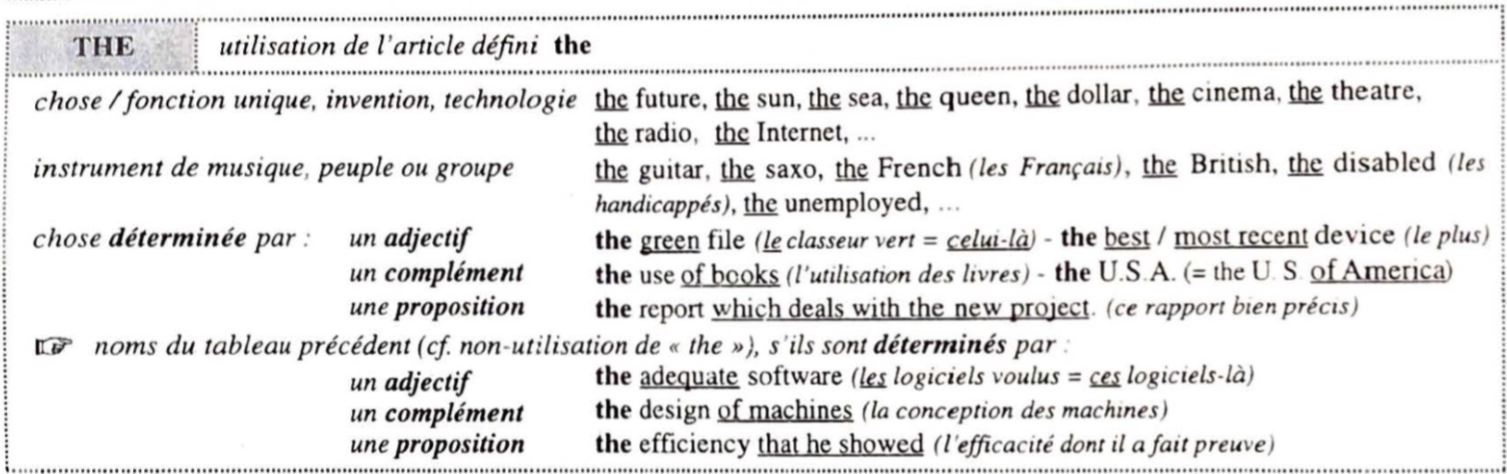 THE utilisation de l'article défini the
chose / fonction unique, invention, technologie the future, the sun, the sea, the queen, the dollar, the cinema, the theatre,
the radio, the Internet, ...
instrument de musique, peuple ou groupe the guitar, the saxo, the French (les Français), the British, the disabled (les
handicappés), the unemployed, ...
chose déterminée par : un adjectif the green file (le classeur vert = celui-là) - the best / most recent device (le plus)
un complément the use of books (l'utilisation des livres) - the U.S.A. (= the U. S. of America)
une proposition the report which deals with the new project. (ce rapport bien précis)
☞ noms du tableau précédent (cf. non-utilisation de « the »), s'ils sont déterminés par :
un adjectif the adequate software (les logiciels voulus = ces logiciels-là)
un complément the design of machines (la conception des machines)
une proposition the efficiency that he showed (l'efficacité dont il a fait preuve)